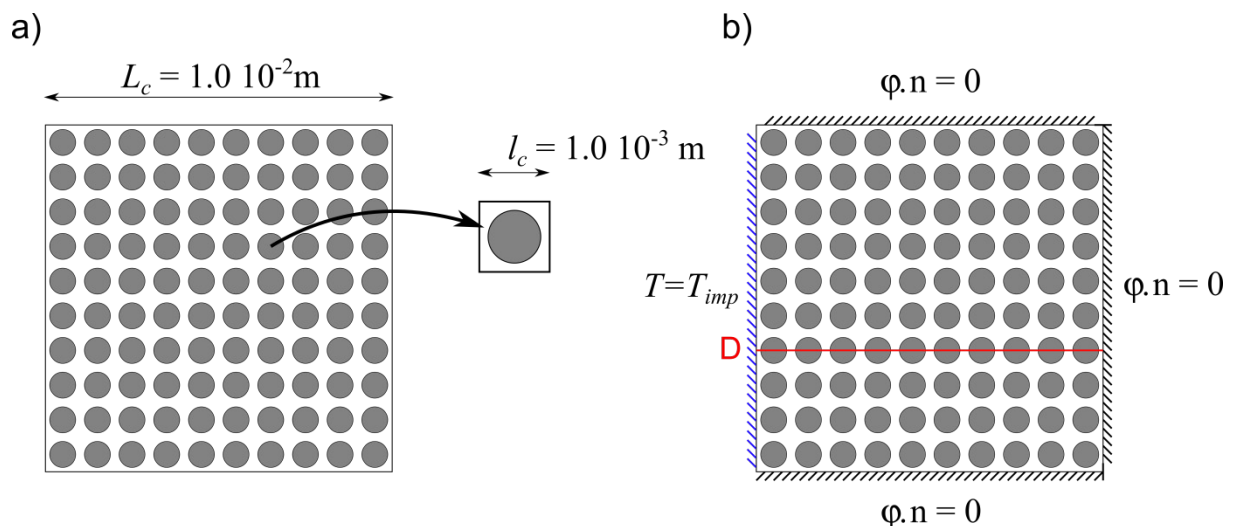 a)
L_c = 1.0 10^-2 m
l_c = 1.0 10^-3 m
b)
φ.n = 0
T=T_imp
φ.n = 0
D
φ.n = 0